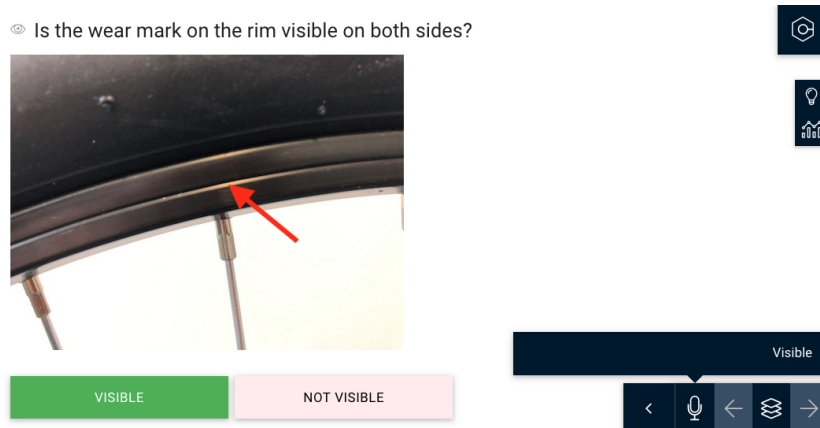 Is the wear mark on the rim visible on both sides?
Visible
VISIBLE
NOT VISIBLE